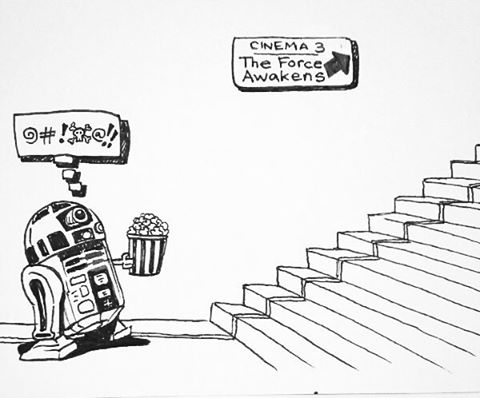 CINEMA 3
The Force
Awakens
@#!☠@!!